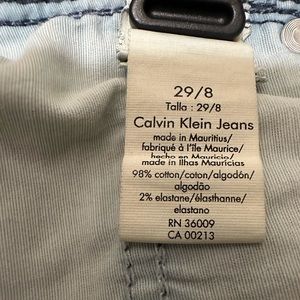 29/8
Talla : 29/8
Calvin Klein Jeans
made in Mauritius/
fabriqué à l'île Maurice/
hecho en Mauricio/
made in Ilhas Mauricias
98% cotton/coton/algodón/
algodão
2% elastane/élasthanne/
elastano
RN 36009
CA 00213